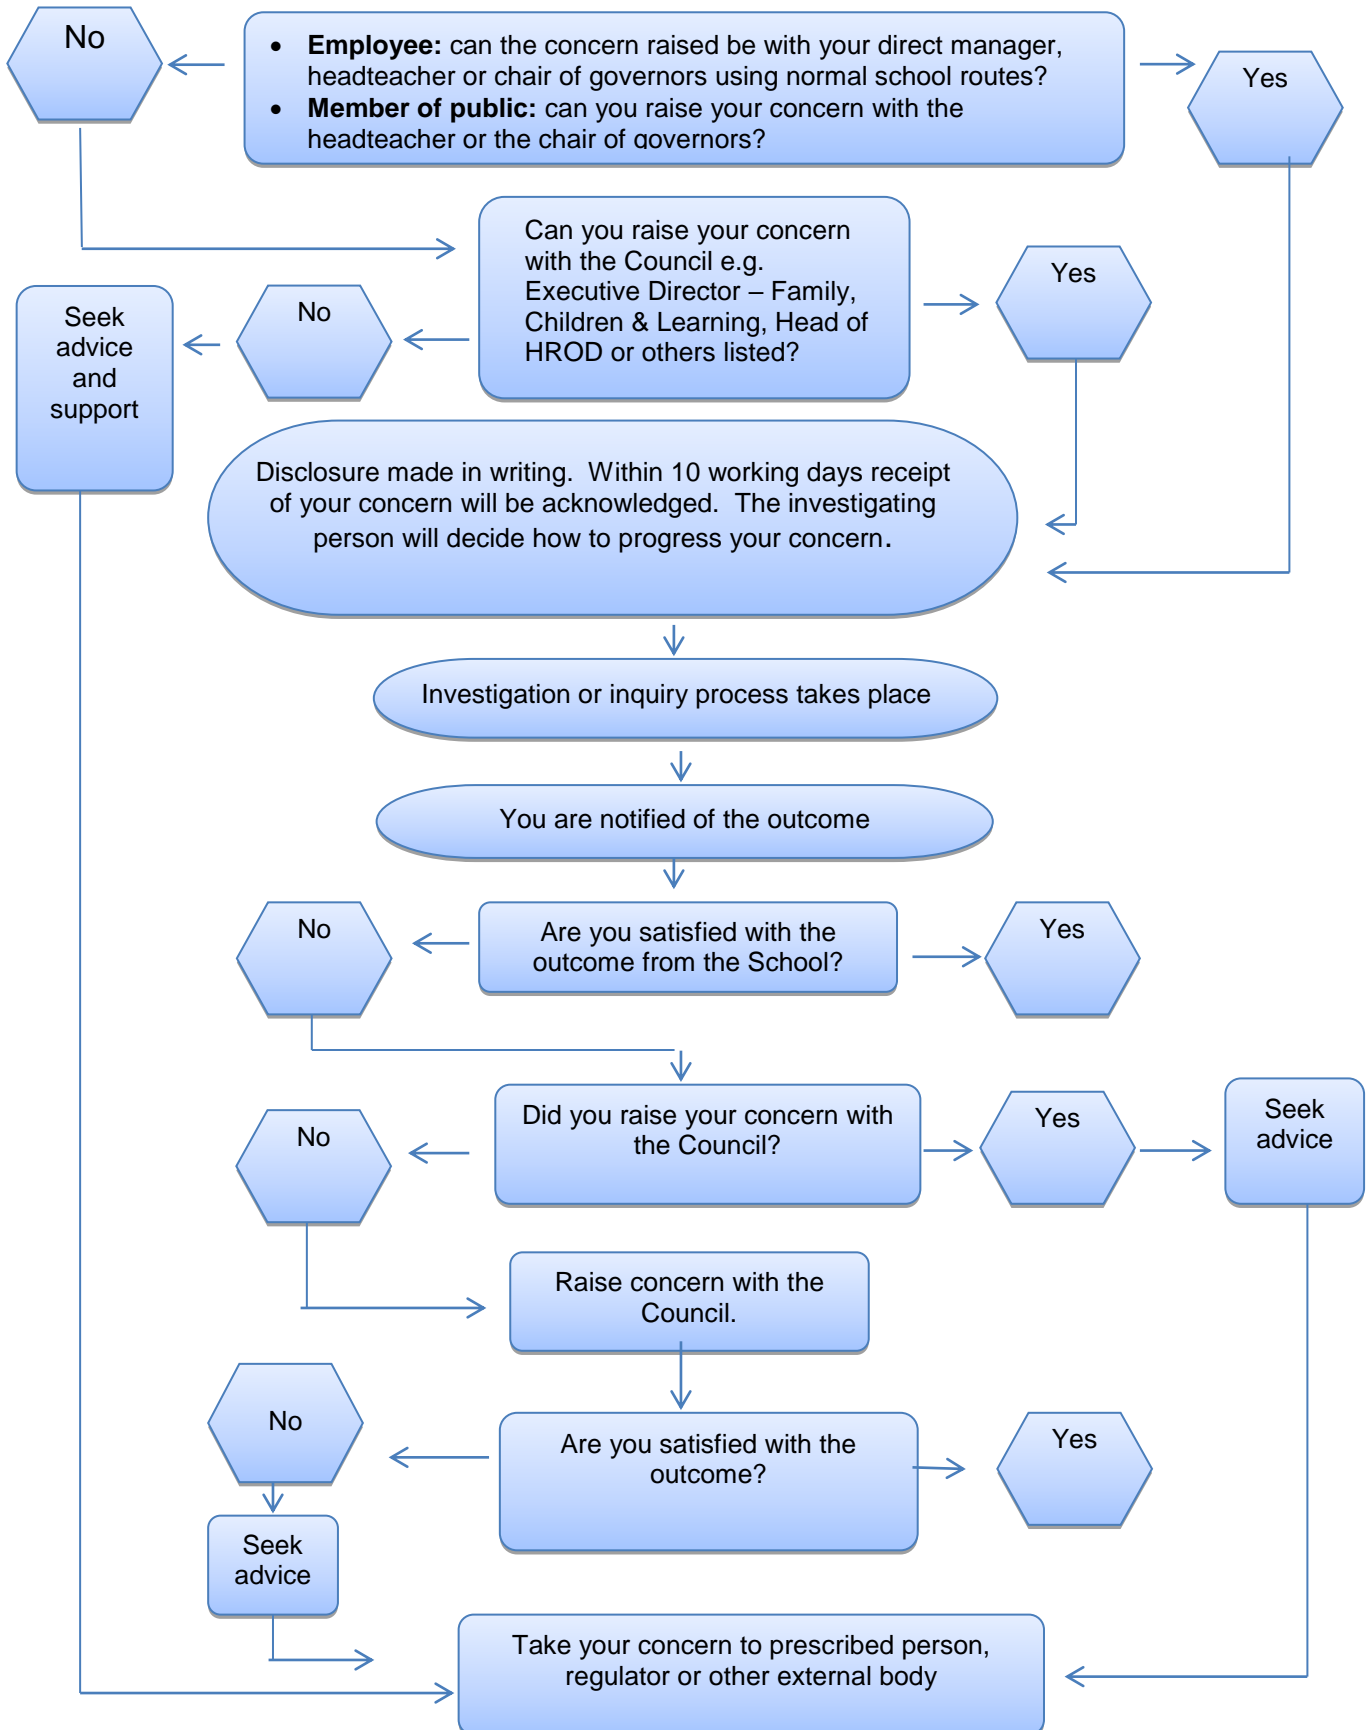 No
• Employee: can the concern raised be with your direct manager,
headteacher or chair of governors using normal school routes?
• Member of public: can you raise your concern with the
headteacher or the chair of governors?
Yes
Can you raise your concern
with the Council e.g.
Executive Director – Family,
Children & Learning, Head of
HROD or others listed?
Yes
No
Seek
advice
and
support
Disclosure made in writing.  Within 10 working days receipt
of your concern will be acknowledged.  The investigating
person will decide how to progress your concern.
Investigation or inquiry process takes place
You are notified of the outcome
No
Are you satisfied with the
outcome from the School?
Yes
No
Did you raise your concern with
the Council?
Yes
Seek
advice
Raise concern with the
Council.
No
Are you satisfied with the
outcome?
Yes
Seek
advice
Take your concern to prescribed person,
regulator or other external body